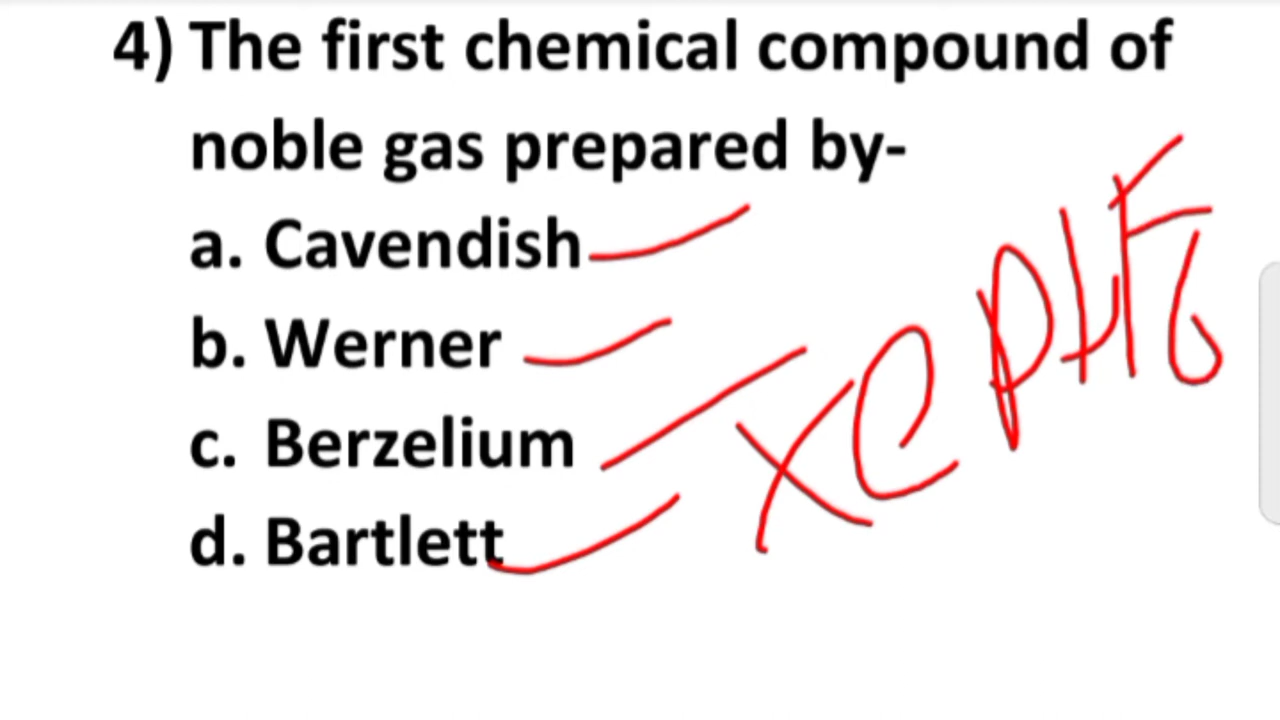 4) The first chemical compound of
noble gas prepared by-
a. Cavendish
b. Werner
c. Berzelium
d. Bartlett
XePtF6